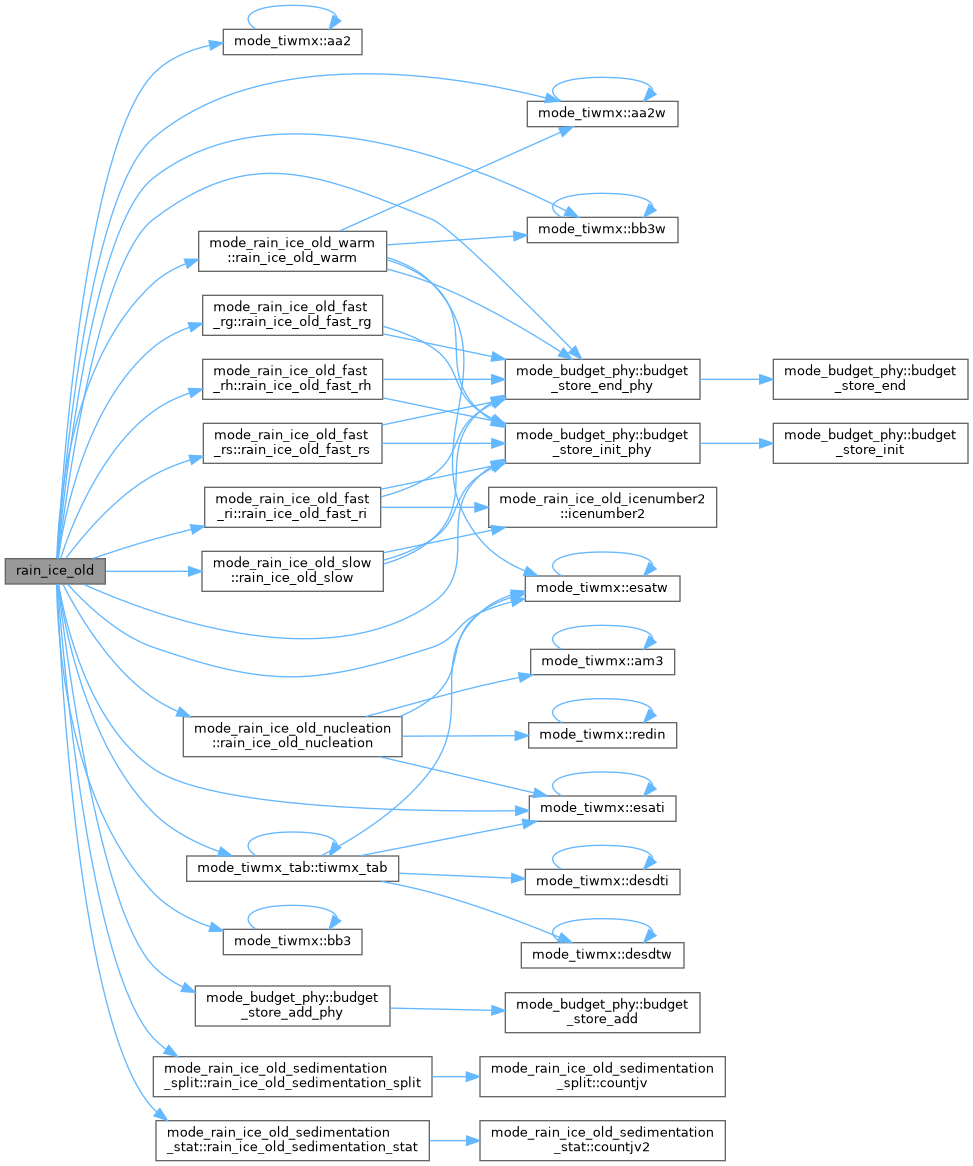 mode_tiwmx::aa2
mode_tiwmx::aa2w
mode_tiwmx::bb3w
mode_rain_ice_old_warm
::rain_ice_old_warm
mode_rain_ice_old_fast
_rg::rain_ice_old_fast_rg
mode_rain_ice_old_fast
_rh::rain_ice_old_fast_rh
mode_budget_phy::budget
_store_end_phy
mode_budget_phy::budget
_store_end
mode_rain_ice_old_fast
_rs::rain_ice_old_fast_rs
mode_budget_phy::budget
_store_init_phy
mode_budget_phy::budget
_store_init
mode_rain_ice_old_fast
_ri::rain_ice_old_fast_ri
mode_rain_ice_old_icenumber2
::icenumber2
rain_ice_old
mode_rain_ice_old_slow
::rain_ice_old_slow
mode_tiwmx::esatw
mode_tiwmx::am3
mode_rain_ice_old_nucleation
::rain_ice_old_nucleation
mode_tiwmx::redin
mode_tiwmx::esati
mode_tiwmx_tab::tiwmx_tab
mode_tiwmx::desdti
mode_tiwmx::bb3
mode_tiwmx::desdtw
mode_budget_phy::budget
_store_add_phy
mode_budget_phy::budget
_store_add
mode_rain_ice_old_sedimentation
_split::rain_ice_old_sedimentation_split
mode_rain_ice_old_sedimentation
_split::countjv
mode_rain_ice_old_sedimentation
_stat::rain_ice_old_sedimentation_stat
mode_rain_ice_old_sedimentation
_stat::countjv2